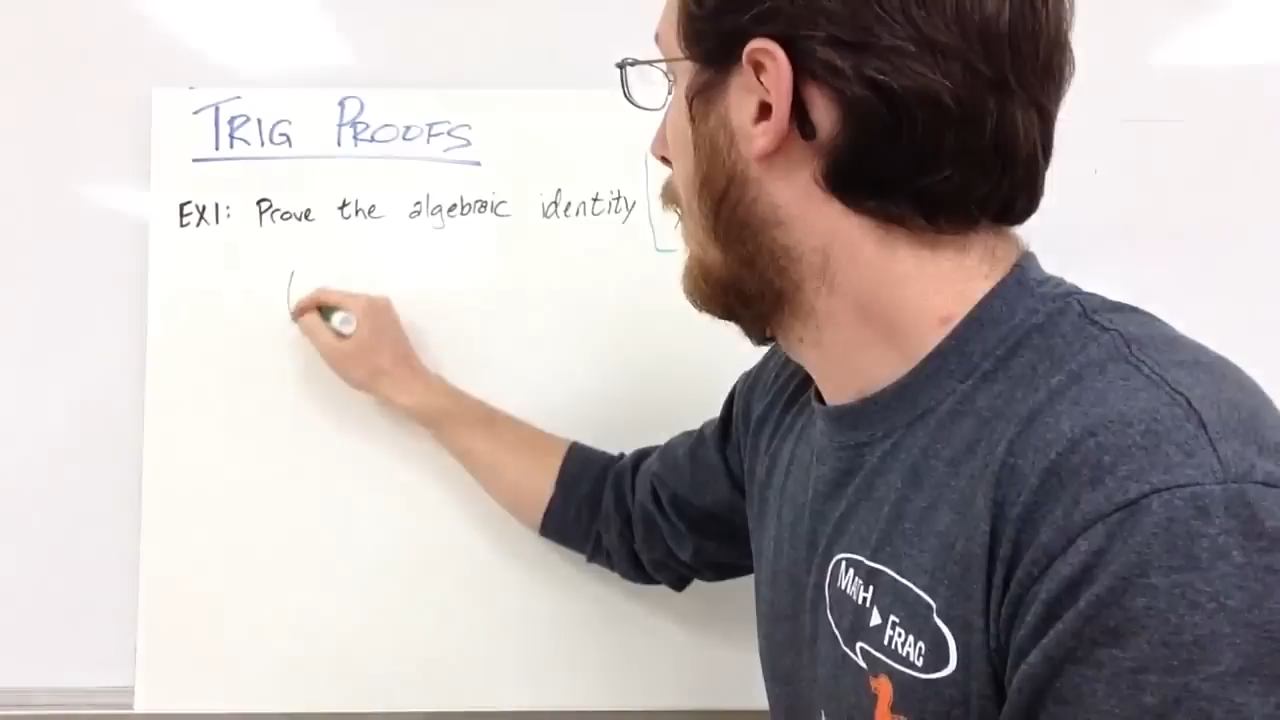 TRIG PROOFS
EX1: Prove the algebraic identity
MATH ▶ FRAC